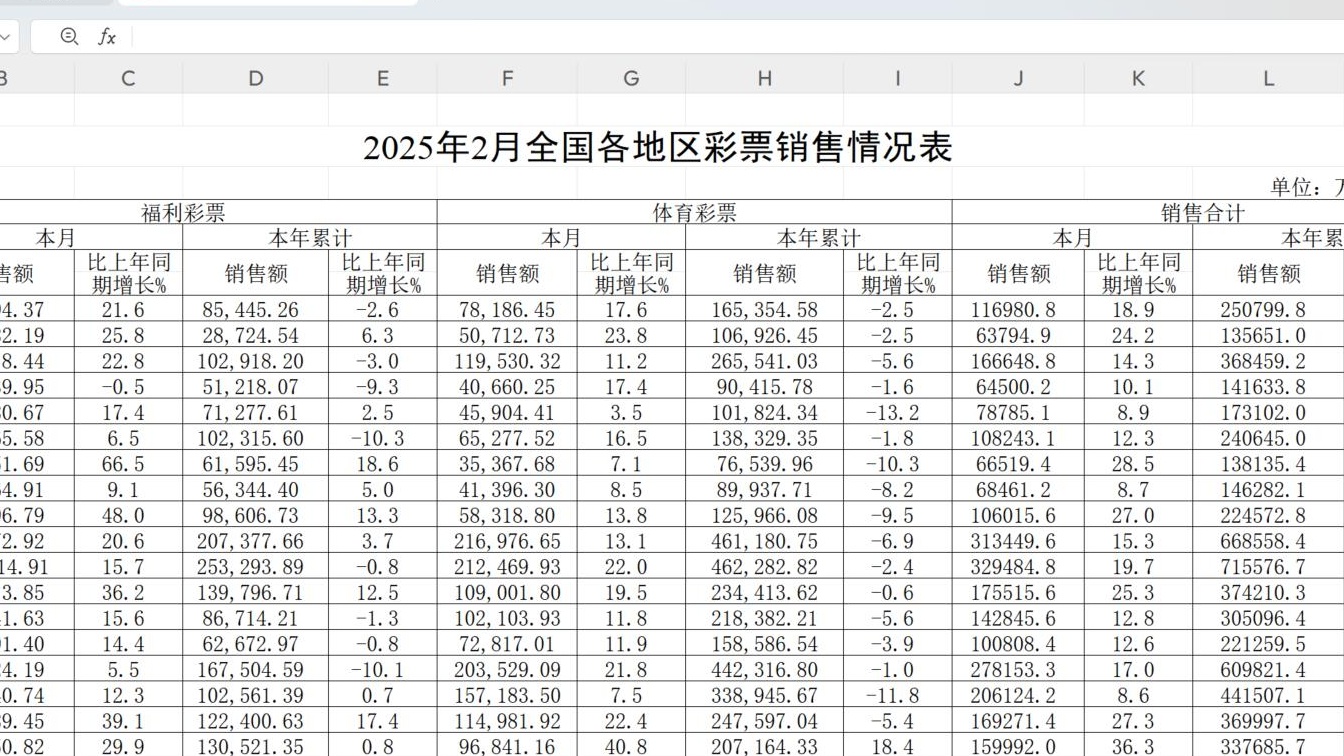 fx
B C D E F G H I J K L
2025年2月全国各地区彩票销售情况表
单位：
福利彩票 体育彩票 销售合计
本月 本年累计 本月 本年累计 本月 本年累
售额 比上年同期增长% 销售额 比上年同期增长% 销售额 比上年同期增长% 销售额 比上年同期增长% 销售额 比上年同期增长% 销售额
4.37 21.6 85,445.26 -2.6 78,186.45 17.6 165,354.58 -2.5 116980.8 18.9 250799.8
2.19 25.8 28,724.54 6.3 50,712.73 23.8 106,926.45 -2.5 63794.9 24.2 135651.0
8.44 22.8 102,918.20 -3.0 119,530.32 11.2 265,541.03 -5.6 166648.8 14.3 368459.2
9.95 -0.5 51,218.07 -9.3 40,660.25 17.4 90,415.78 -1.6 64500.2 10.1 141633.8
0.67 17.4 71,277.61 2.5 45,904.41 3.5 101,824.34 -13.2 78785.1 8.9 173102.0
5.58 6.5 102,315.60 -10.3 65,277.52 16.5 138,329.35 -1.8 108243.1 12.3 240645.0
1.69 66.5 61,595.45 18.6 35,367.68 7.1 76,539.96 -10.3 66519.4 28.5 138135.4
4.91 9.1 56,344.40 5.0 41,396.30 8.5 89,937.71 -8.2 68461.2 8.7 146282.1
6.79 48.0 98,606.73 13.3 58,318.80 13.8 125,966.08 -9.5 106015.6 27.0 224572.8
2.92 20.6 207,377.66 3.7 216,976.65 13.1 461,180.75 -6.9 313449.6 15.3 668558.4
14.91 15.7 253,293.89 -0.8 212,469.93 22.0 462,282.82 -2.4 329484.8 19.7 715576.7
3.85 36.2 139,796.71 12.5 109,001.80 19.5 234,413.62 -0.6 175515.6 25.3 374210.3
1.63 15.6 86,714.21 -1.3 102,103.93 11.8 218,382.21 -5.6 142845.6 12.8 305096.4
1.40 14.4 62,672.97 -0.8 72,817.01 11.9 158,586.54 -3.9 100808.4 12.6 221259.5
4.19 5.5 167,504.59 -10.1 203,529.09 21.8 442,316.80 -1.0 278153.3 17.0 609821.4
0.74 12.3 102,561.39 0.7 157,183.50 7.5 338,945.67 -11.8 206124.2 8.6 441507.1
9.45 39.1 122,400.63 17.4 114,981.92 22.4 247,597.04 -5.4 169271.4 27.3 369997.7
0.82 29.9 130,521.35 0.8 96,841.16 40.8 207,164.33 18.4 159992.0 36.3 337685.7